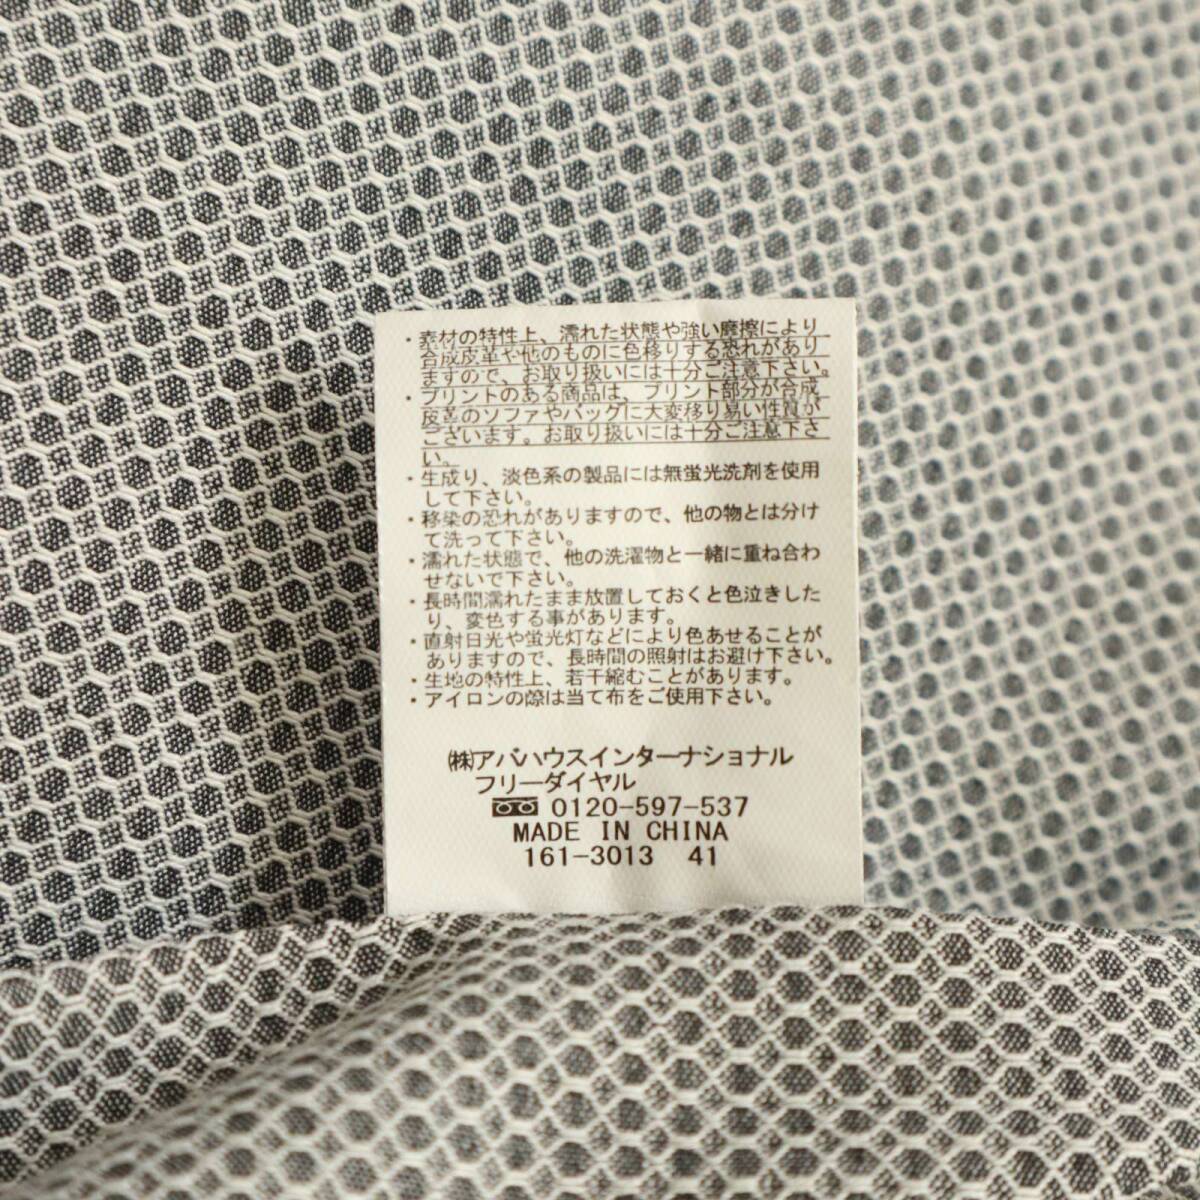 ・素材の特性上、濡れた状態や強い摩擦により
合成皮革や他のものに色移りする恐れがあり
ますので、お取り扱いには十分ご注意下さい。
・プリントのある商品は、プリント部分が合成
皮革のソファやバッグに大変移り易い性質が
ございます。お取り扱いには十分ご注意下さ
い。
・生成り、淡色系の製品には無蛍光洗剤を使用
して下さい。
・移染の恐れがありますので、他の物とは分け
て洗って下さい。
・濡れた状態で、他の洗濯物と一緒に重ね合わ
せないで下さい。
・長時間濡れたまま放置しておくと色泣きした
り、変色する事があります。
・直射日光や蛍光灯などにより色あせることが
ありますので、長時間の照射はお避け下さい。
・生地の特性上、若干縮むことがあります。
・アイロンの際は当て布をご使用下さい。
㈱アバハウスインターナショナル
フリーダイヤル
0120-597-537
MADE IN CHINA
161-3013 41